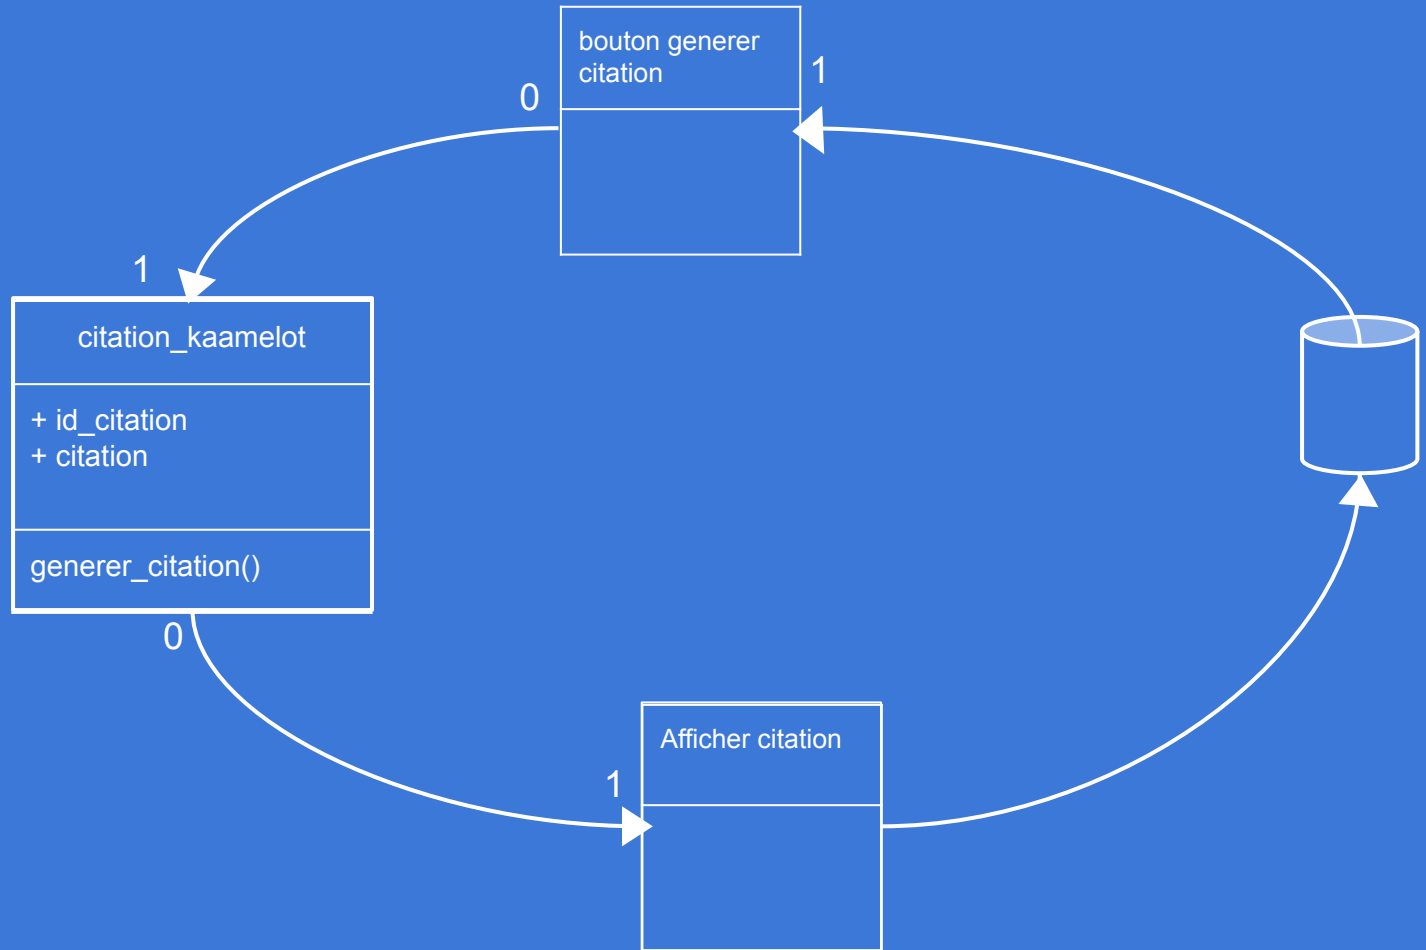 bouton generer
citation
1
0
1
citation_kaamelot
+ id_citation
+ citation
generer_citation()
0
Afficher citation
1